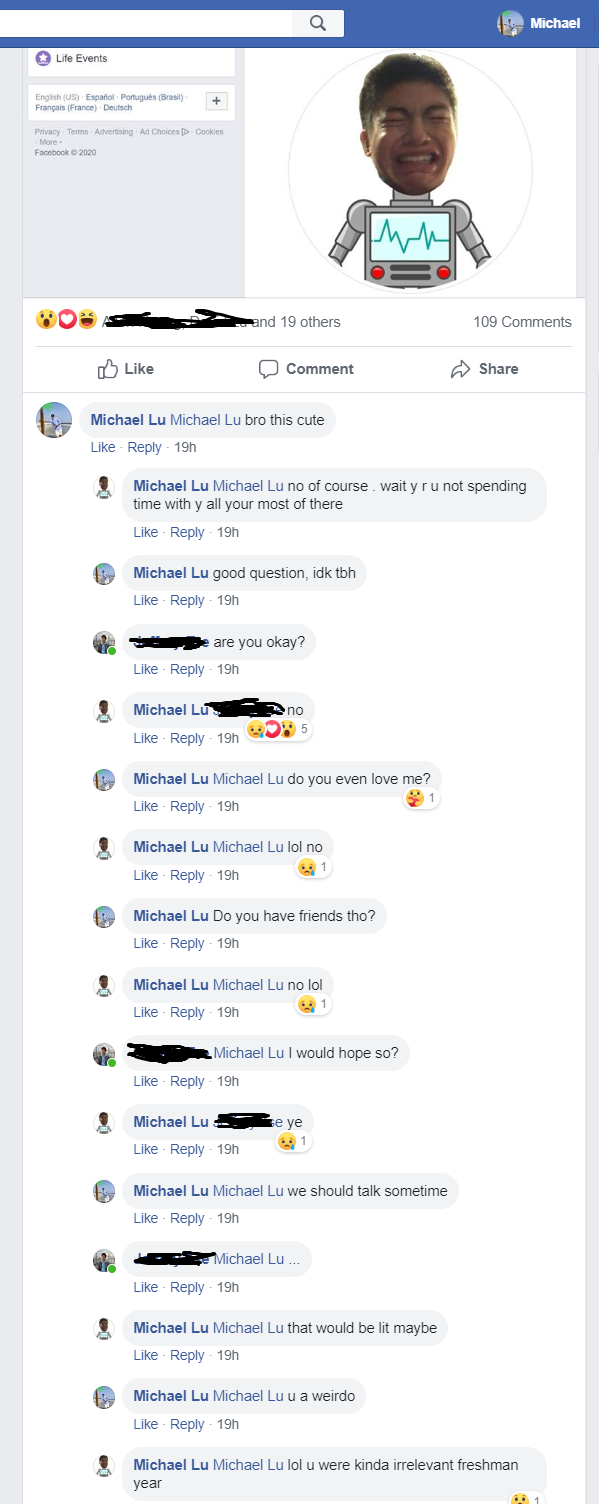 Michael
Life Events
English (US) · Español · Português (Brasil) ·
Français (France) · Deutsch
+
Privacy · Terms · Advertising · Ad Choices · Cookies
· More
Facebook © 2020
and 19 others
109 Comments
Like
Comment
Share
Michael Lu Michael Lu bro this cute
Like · Reply · 19h
Michael Lu Michael Lu no of course . wait y r u not spending
time with y all your most of there
Like · Reply · 19h
Michael Lu good question, idk tbh
Like · Reply · 19h
are you okay?
Like · Reply · 19h
Michael Lu no
Like · Reply · 19h
5
Michael Lu Michael Lu do you even love me?
Like · Reply · 19h
1
Michael Lu Michael Lu lol no
Like · Reply · 19h
1
Michael Lu Do you have friends tho?
Like · Reply · 19h
Michael Lu Michael Lu no lol
Like · Reply · 19h
1
Michael Lu I would hope so?
Like · Reply · 19h
Michael Lu ye
Like · Reply · 19h
1
Michael Lu Michael Lu we should talk sometime
Like · Reply · 19h
Michael Lu ...
Like · Reply · 19h
Michael Lu Michael Lu that would be lit maybe
Like · Reply · 19h
Michael Lu Michael Lu u a weirdo
Like · Reply · 19h
Michael Lu Michael Lu lol u were kinda irrelevant freshman
year
1